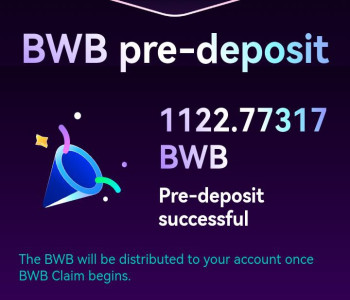 BWB pre-deposit
1122.77317
BWB
Pre-deposit
successful
The BWB will be distributed to your account once
BWB Claim begins.